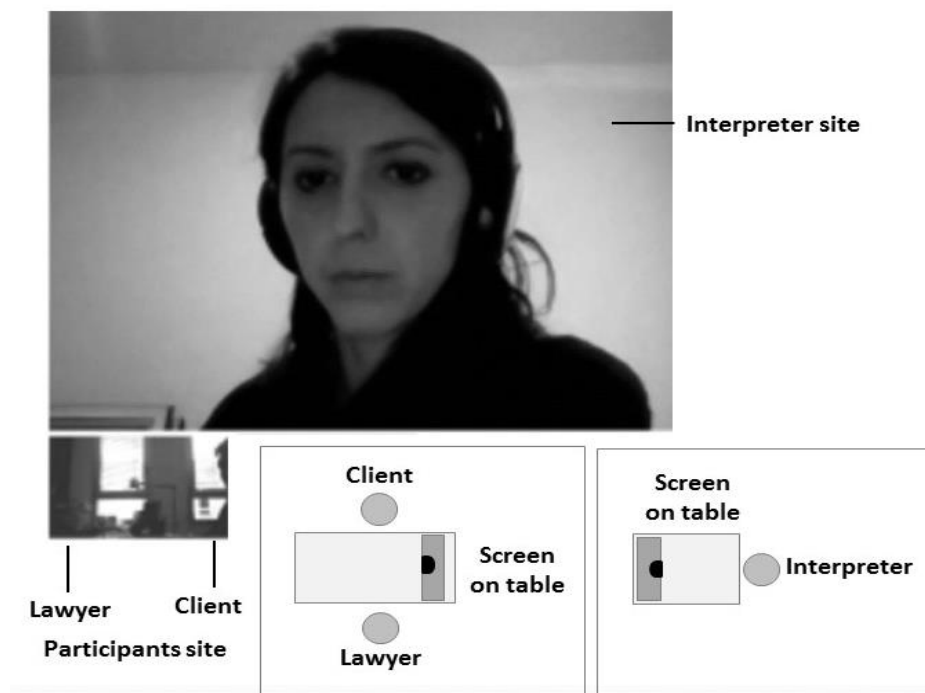 Interpreter site
Client
Screen
on table
Lawyer
Screen
on table
Interpreter
Lawyer
Client
Participants site